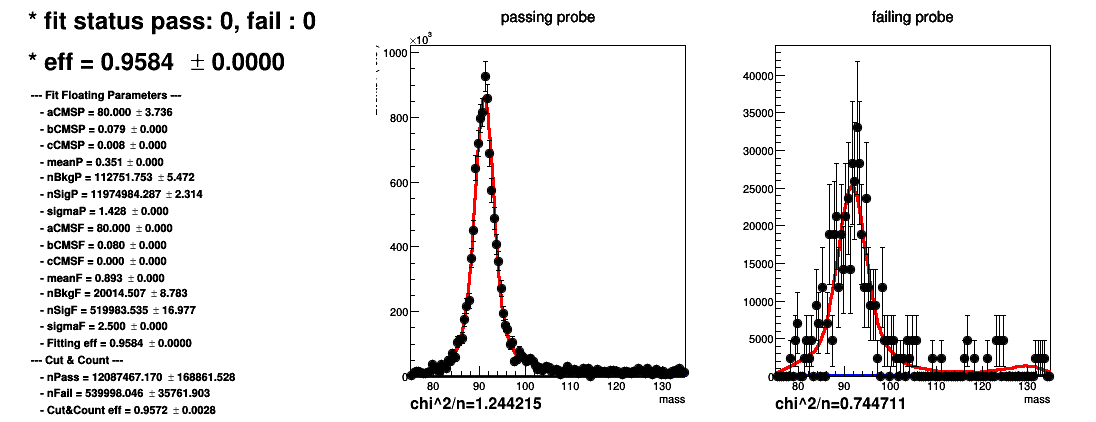 * fit status pass: 0, fail : 0
* eff = 0.9584 ± 0.0000
--- Fit Floating Parameters ---
- aCMSP = 80.000 ± 3.736
- bCMSP = 0.079 ± 0.000
- cCMSP = 0.008 ± 0.000
- meanP = 0.351 ± 0.000
- nBkgP = 112751.753 ± 5.472
- nSigP = 11974984.287 ± 2.314
- sigmaP = 1.428 ± 0.000
- aCMSF = 80.000 ± 0.000
- bCMSF = 0.080 ± 0.000
- cCMSF = 0.000 ± 0.000
- meanF = 0.893 ± 0.000
- nBkgF = 20014.507 ± 8.783
- nSigF = 519983.535 ± 16.977
- sigmaF = 2.500 ± 0.000
- Fitting eff = 0.9584 ± 0.0000
--- Cut & Count ---
- nPass = 12087467.170 ± 168861.528
- nFail = 539998.046 ± 35761.903
- Cut&Count eff = 0.9572 ± 0.0028
passing probe
×10³
1000
800
600
400
200
0
80 90 100 110 120 130
mass
chi^2/n=1.244215
failing probe
40000
35000
30000
25000
20000
15000
10000
5000
0
80 90 100 110 120 130
mass
chi^2/n=0.744711